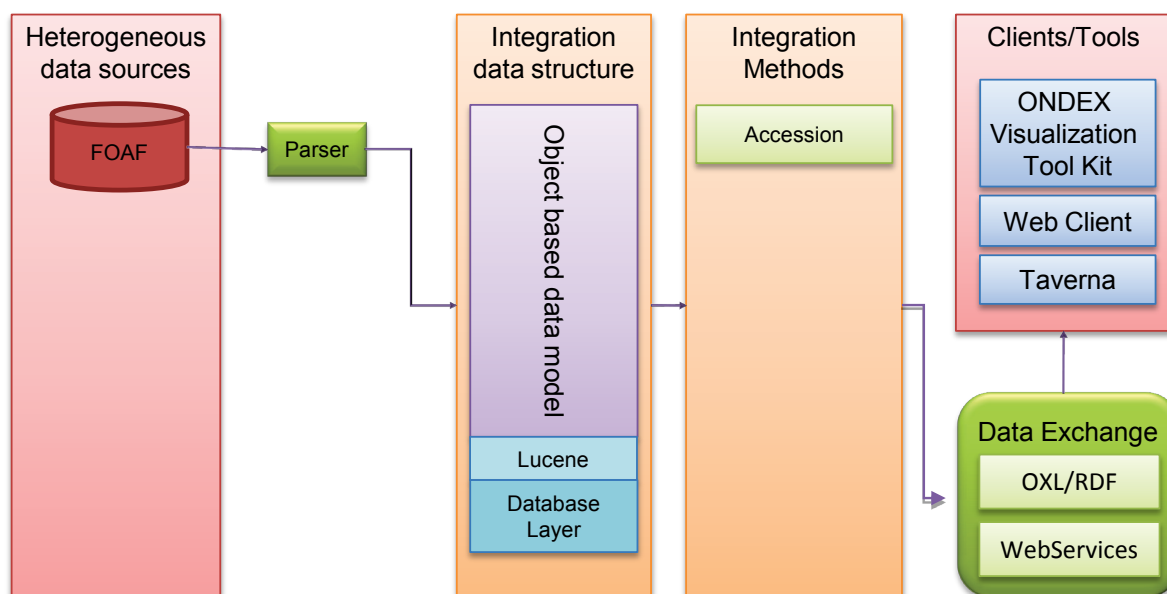 Heterogeneous
data sources
FOAF
Parser
Integration
data structure
Object based data model
Lucene
Database
Layer
Integration
Methods
Accession
Clients/Tools
ONDEX
Visualization
Tool Kit
Web Client
Taverna
Data Exchange
OXL/RDF
WebServices